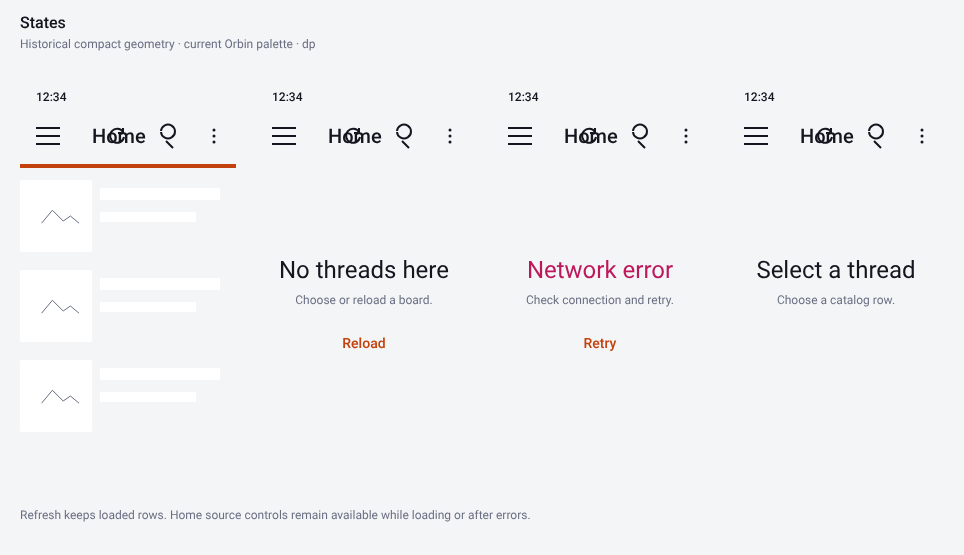 States
Historical compact geometry · current Orbin palette · dp
12:34
Home
12:34
Home
12:34
Home
12:34
Home
No threads here
Choose or reload a board.
Reload
Network error
Check connection and retry.
Retry
Select a thread
Choose a catalog row.
Refresh keeps loaded rows. Home source controls remain available while loading or after errors.